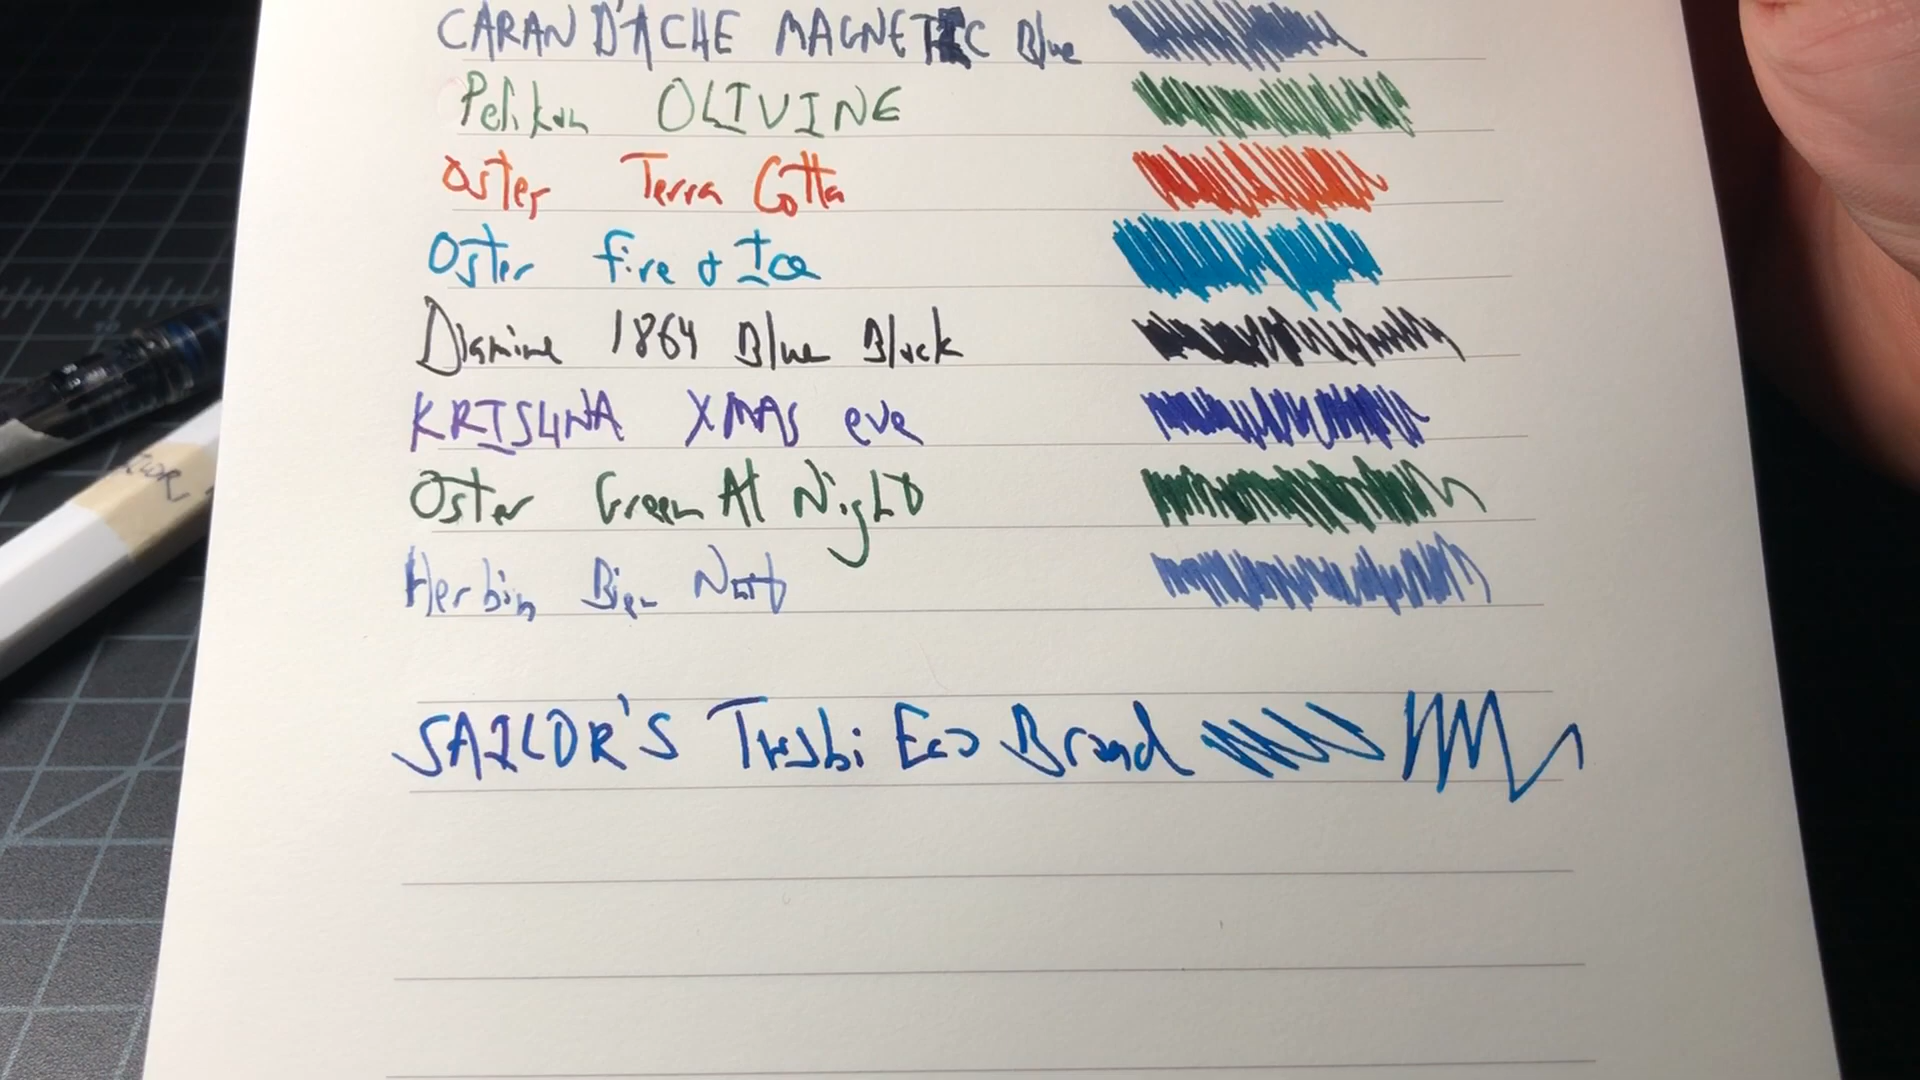 CARAN D'ACHE MAGNETIC Blue
Pelikan OLIVINE
Oster Terra Cotta
Oster fire & Ice
Diamine 1864 Blue Black
KRISHNA XMAS eve
Oster Green At Night
Herbin Bleu Nuit
SAILOR'S Eco Brand